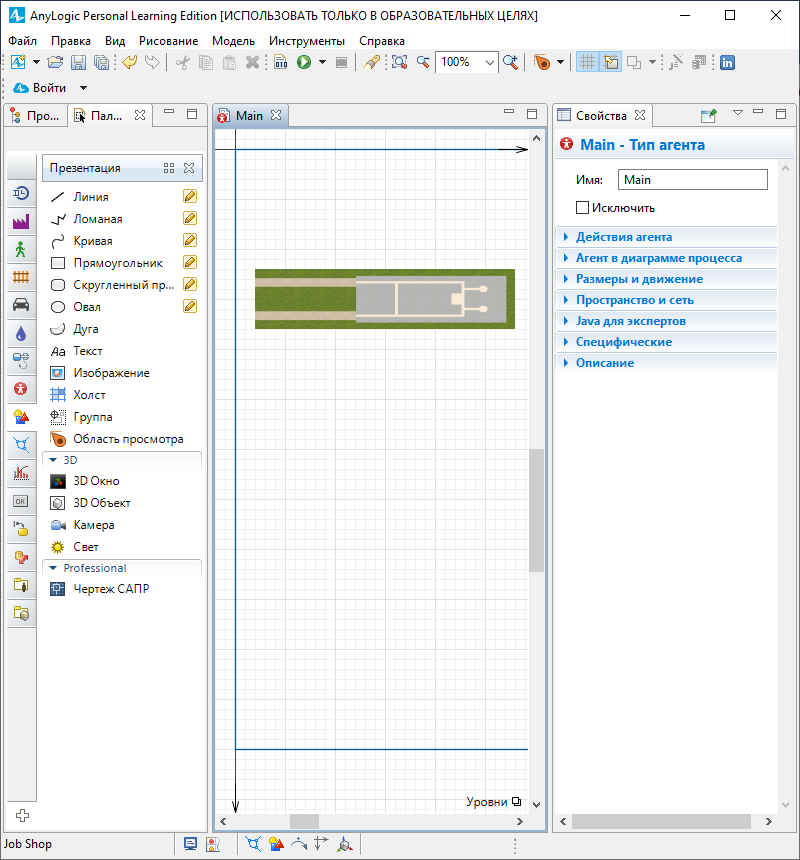 AnyLogic Personal Learning Edition [ИСПОЛЬЗОВАТЬ ТОЛЬКО В ОБРАЗОВАТЕЛЬНЫХ ЦЕЛЯХ]
Файл Правка Вид Рисование Модель Инструменты Справка
100%
Войти
Про... Пал... Main Свойства
Презентация
Линия
Ломаная
Кривая
Прямоугольник
Скругленный пр...
Овал
Дуга
Текст
Изображение
Холст
Группа
Область просмотра
3D
3D Окно
3D Объект
Камера
Свет
Professional
Чертеж САПР
Уровни
Main - Тип агента
Имя: Main
Исключить
Действия агента
Агент в диаграмме процесса
Размеры и движение
Пространство и сеть
Java для экспертов
Специфические
Описание
Job Shop